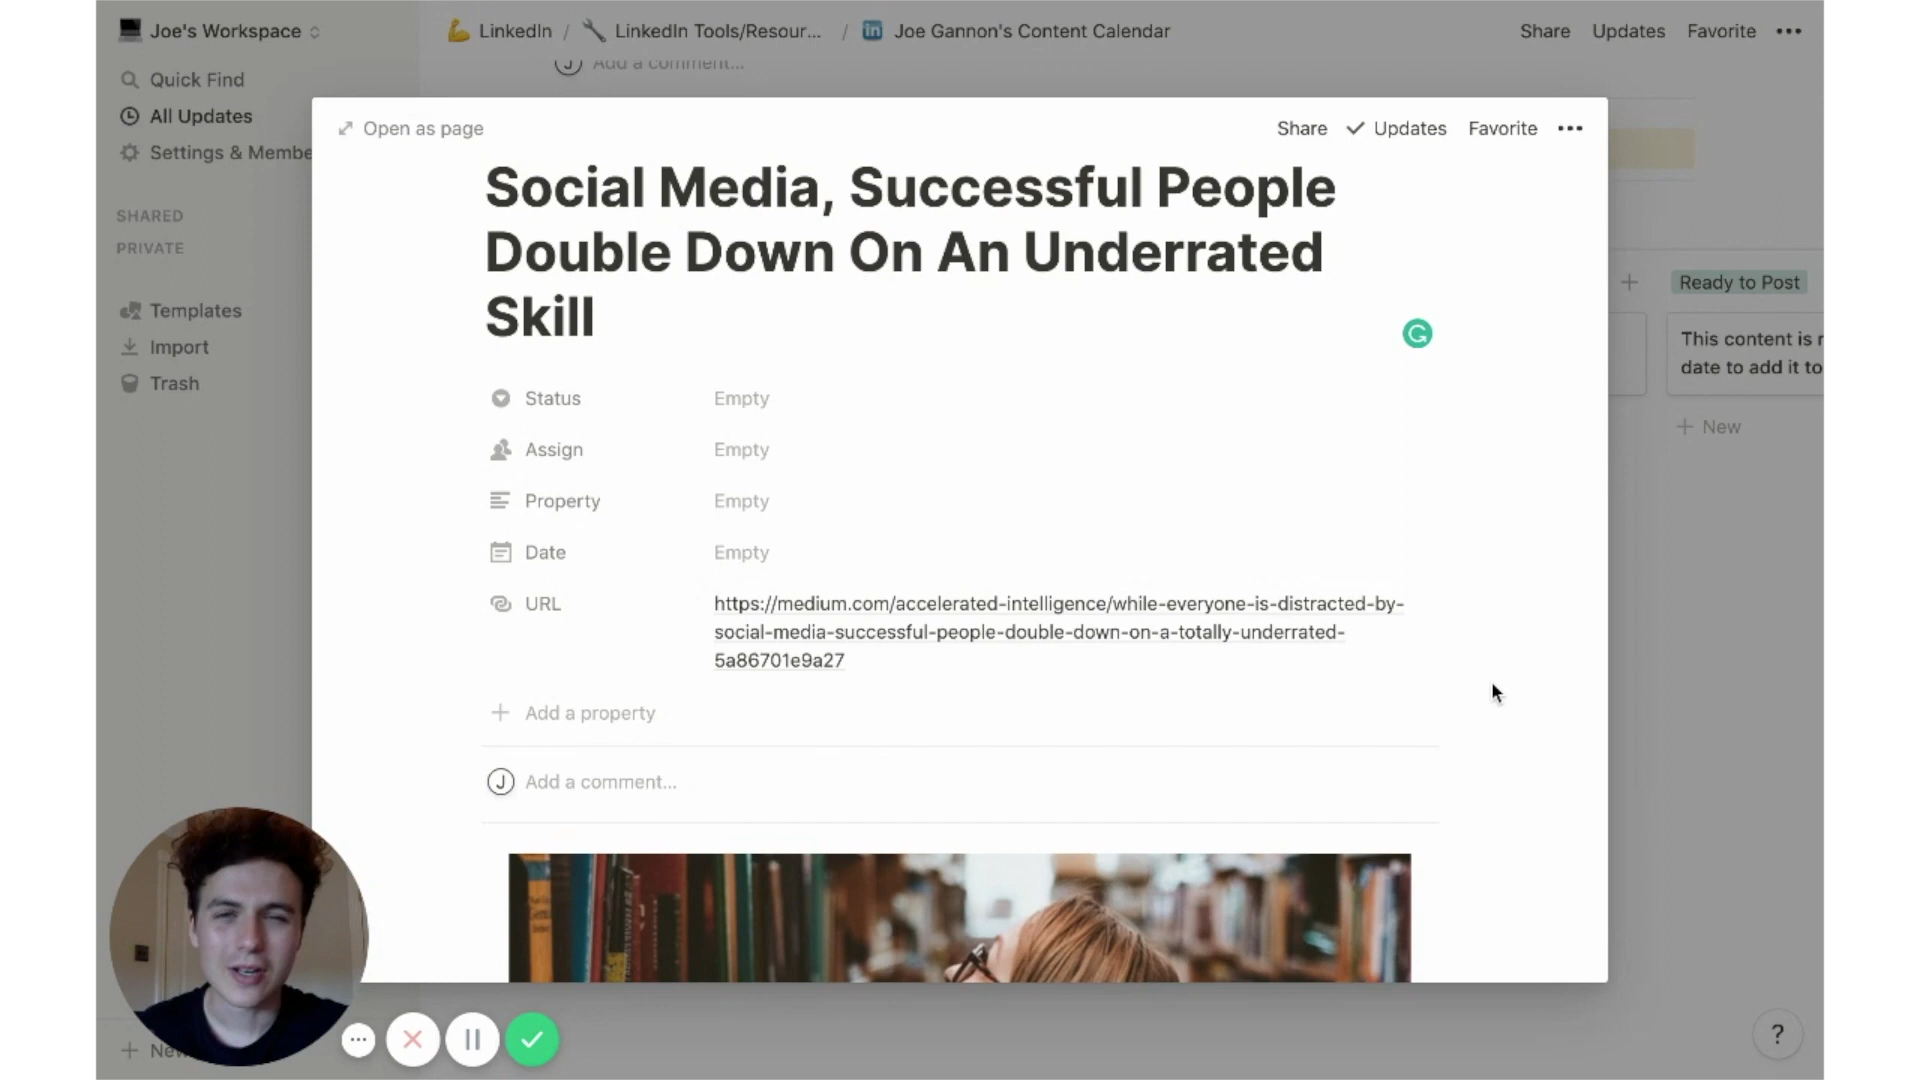 Joe's Workspace
LinkedIn / LinkedIn Tools/Resour... / Joe Gannon's Content Calendar
Share Updates Favorite
Add a comment...
Quick Find
All Updates
Settings & Membe
SHARED
PRIVATE
Templates
Import
Trash
Open as page
Share Updates Favorite
Social Media, Successful People
Double Down On An Underrated
Skill
Status Empty
Assign Empty
Property Empty
Date Empty
URL https://medium.com/accelerated-intelligence/while-everyone-is-distracted-by-
social-media-successful-people-double-down-on-a-totally-underrated-
5a86701e9a27
Add a property
J Add a comment...
Ready to Post
This content is r
date to add it to
New
New
?